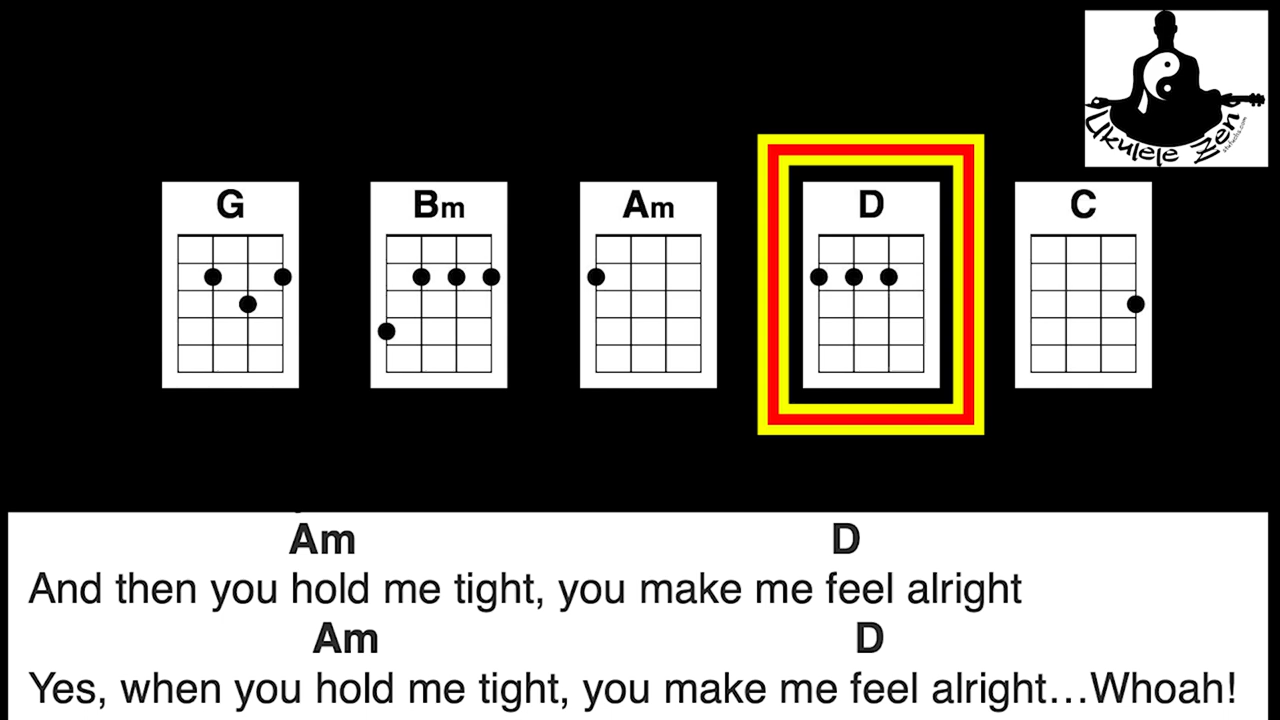 Ukulele Zen
G Bm Am D C
Am D
And then you hold me tight, you make me feel alright
Am D
Yes, when you hold me tight, you make me feel alright…Whoah!